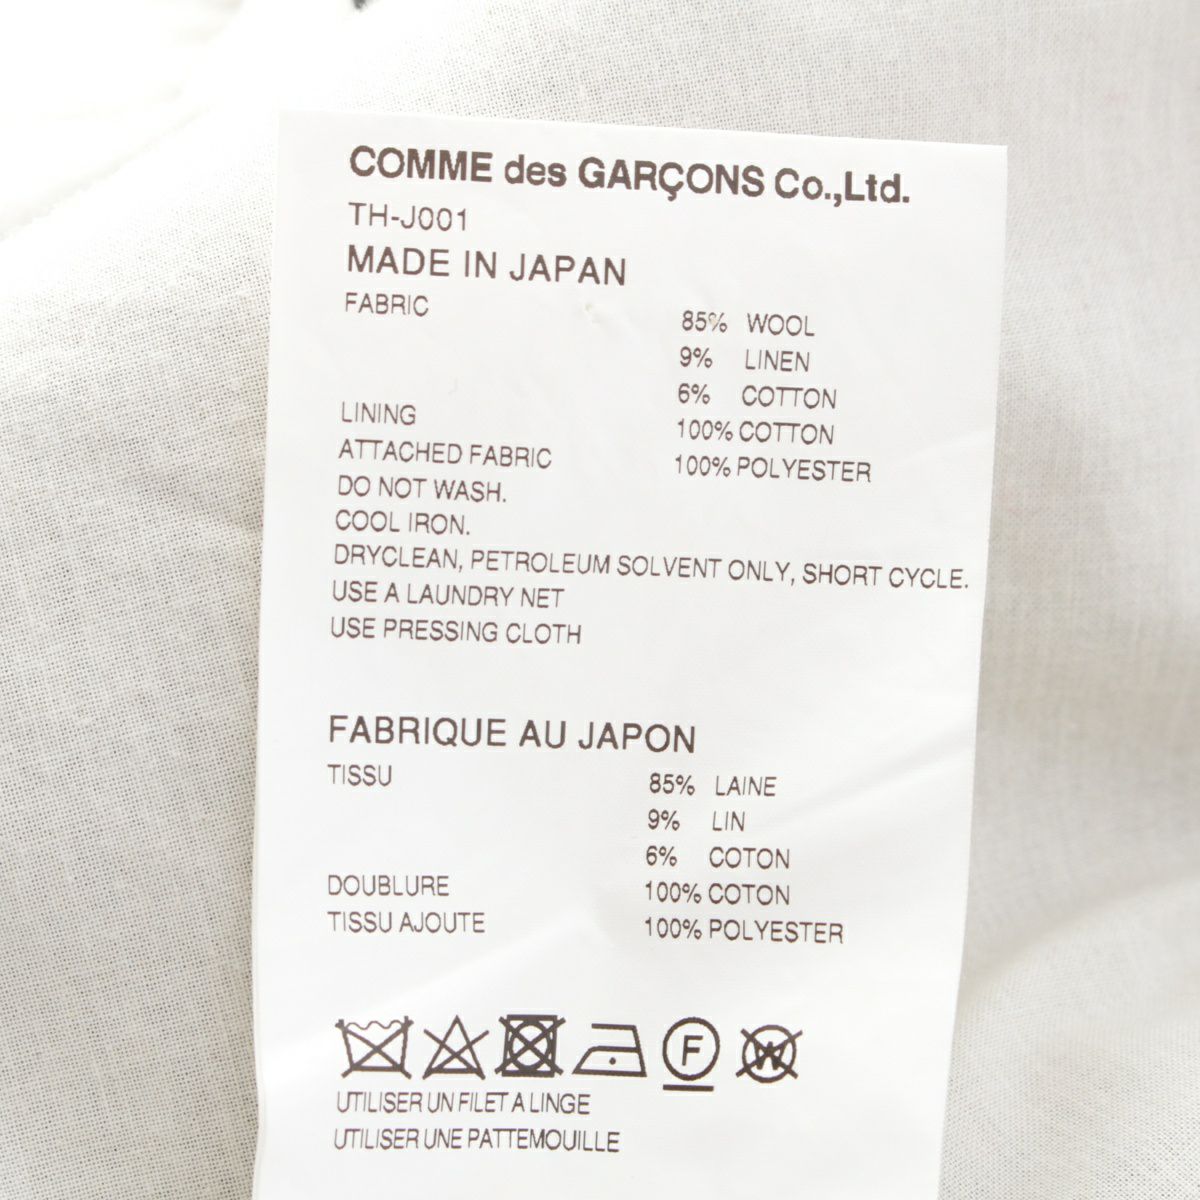 COMME des GARÇONS Co.,Ltd.
TH-J001
MADE IN JAPAN
FABRIC 85% WOOL
9% LINEN
6% COTTON
LINING 100% COTTON
ATTACHED FABRIC 100% POLYESTER
DO NOT WASH.
COOL IRON.
DRYCLEAN, PETROLEUM SOLVENT ONLY, SHORT CYCLE.
USE A LAUNDRY NET
USE PRESSING CLOTH
FABRIQUE AU JAPON
TISSU 85% LAINE
9% LIN
6% COTON
DOUBLURE 100% COTON
TISSU AJOUTE 100% POLYESTER
F W
UTILISER UN FILET A LINGE
UTILISER UNE PATTEMOUILLE